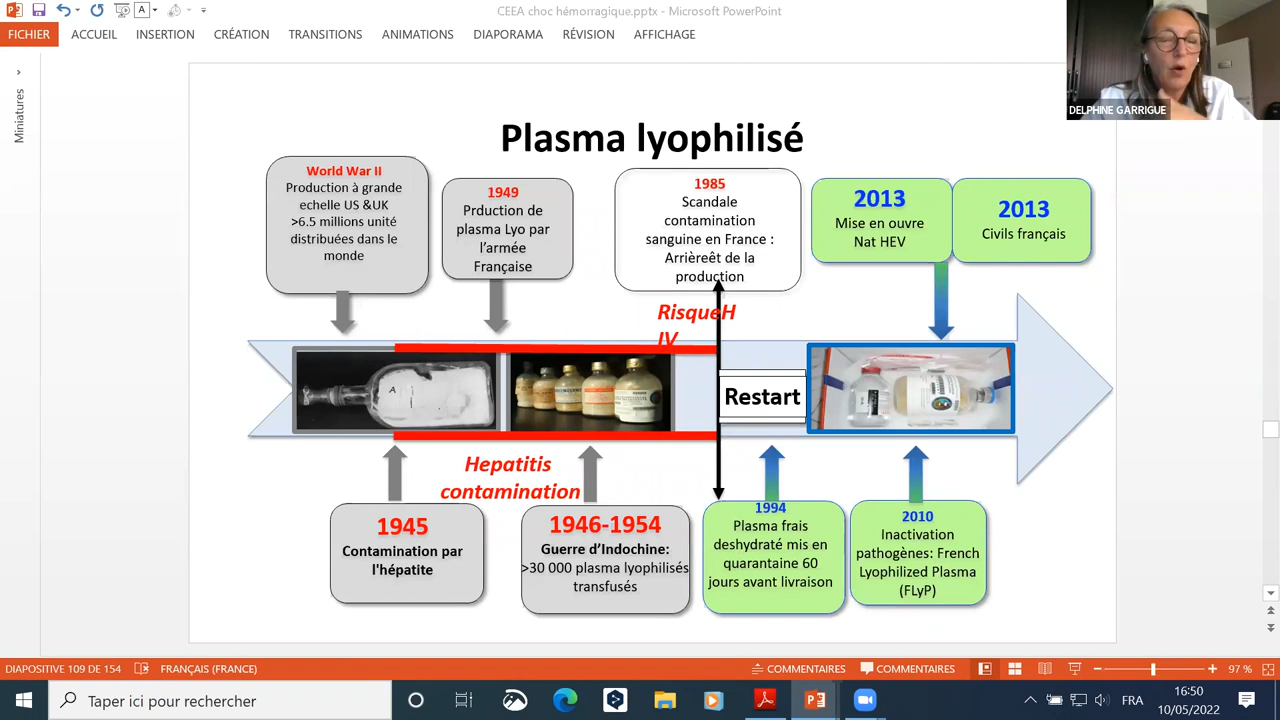 CEEA choc hémorragique.pptx - Microsoft PowerPoint
FICHIER
ACCUEIL
INSERTION
CRÉATION
TRANSITIONS
ANIMATIONS
DIAPORAMA
RÉVISION
AFFICHAGE
DELPHINE GARRIGUE
Miniatures
Plasma lyophilisé
World War II
Production à grande
echelle US &UK
>6.5 millions unité
distribuées dans le
monde
1949
Prduction de
plasma Lyo par
l'armée
Française
1985
Scandale
contamination
sanguine en France :
Arrièreêt de la
production
2013
Mise en ouvre
Nat HEV
2013
Civils français
RisqueH
IV
A
Restart
Hepatitis
contamination
1945
Contamination par
l'hépatite
1946-1954
Guerre d'Indochine:
>30 000 plasma lyophilisés
transfusés
1994
Plasma frais
deshydraté mis en
quarantaine 60
jours avant livraison
2010
Inactivation
pathogènes: French
Lyophilized Plasma
(FLyP)
DIAPOSITIVE 109 DE 154
FRANÇAIS (FRANCE)
COMMENTAIRES
COMMENTAIRES
97 %
Taper ici pour rechercher
FRA
16:50
10/05/2022